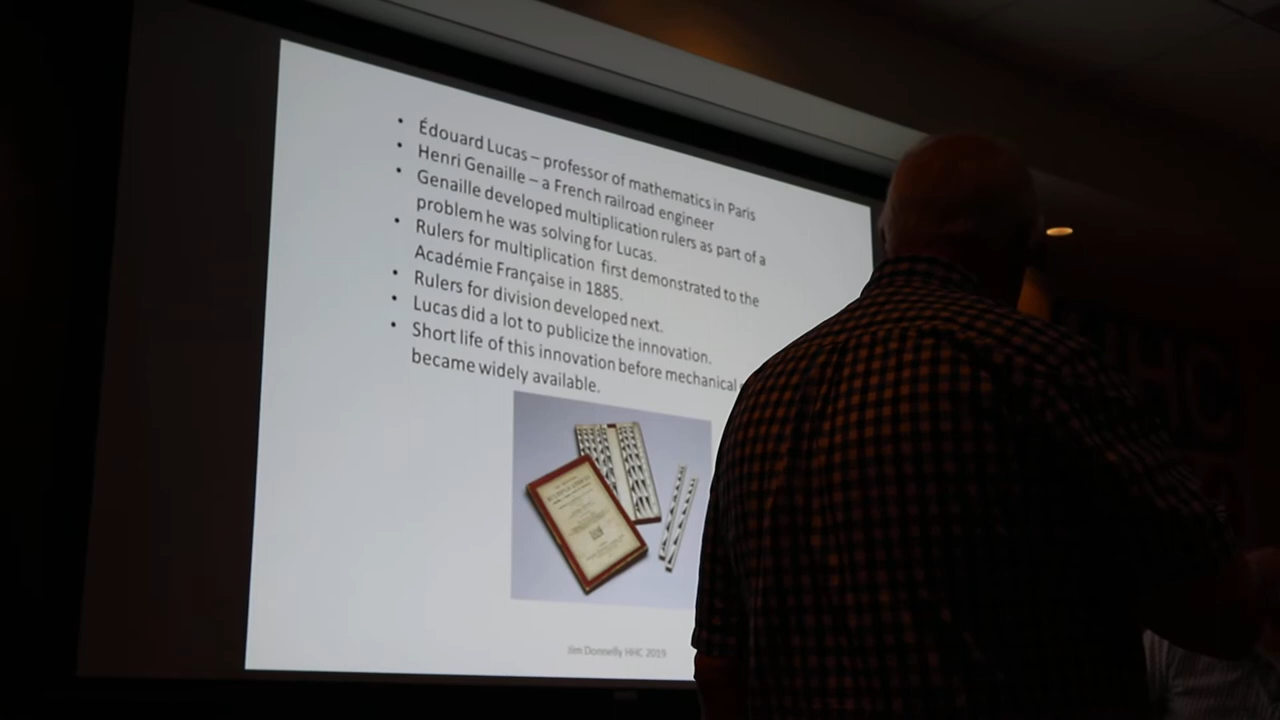 • Édouard Lucas – professor of mathematics in Paris
• Henri Genaille – a French railroad engineer
• Genaille developed multiplication rulers as part of a
problem he was solving for Lucas.
• Rulers for multiplication first demonstrated to the
Académie Française in 1885.
• Rulers for division developed next.
• Lucas did a lot to publicize the innovation.
• Short life of this innovation before mechanical
became widely available.
Jim Donnelly HHC 2019
HC